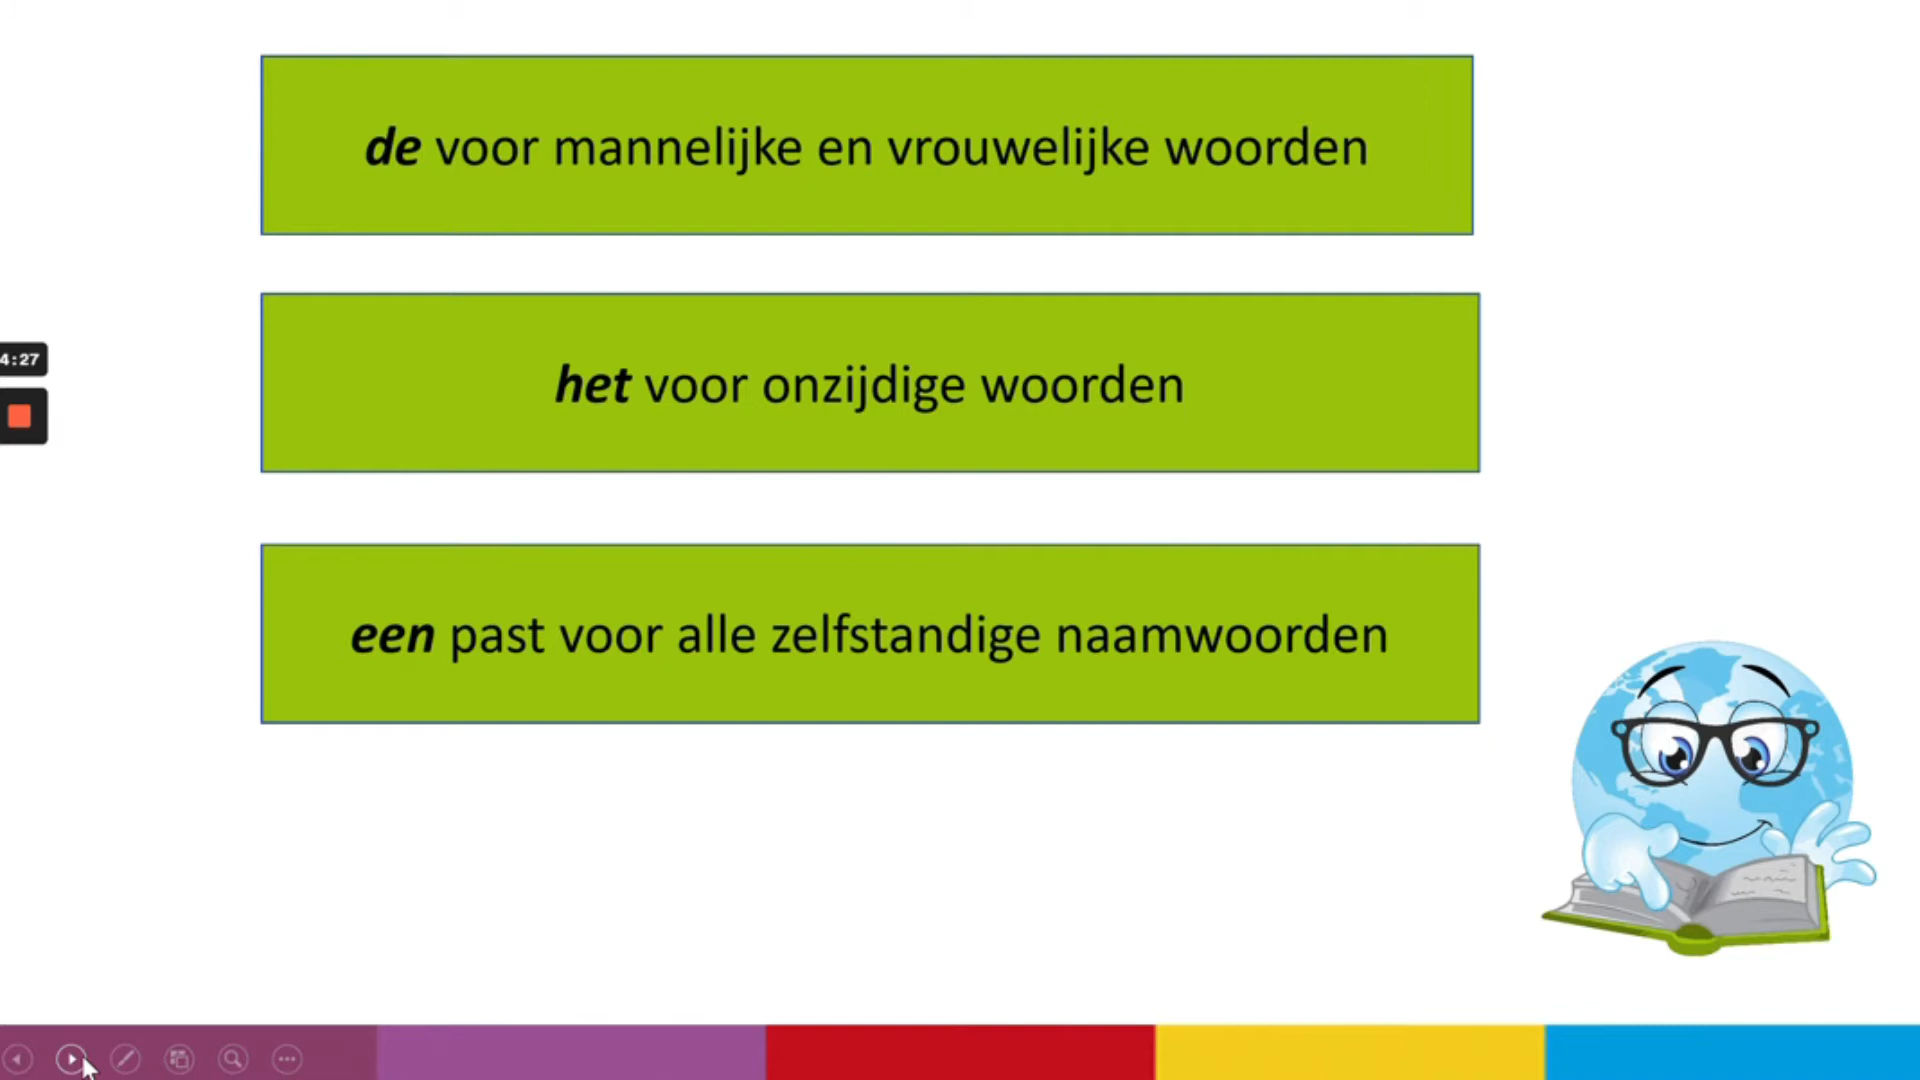 de voor mannelijke en vrouwelijke woorden
het voor onzijdige woorden
4:27
een past voor alle zelfstandige naamwoorden